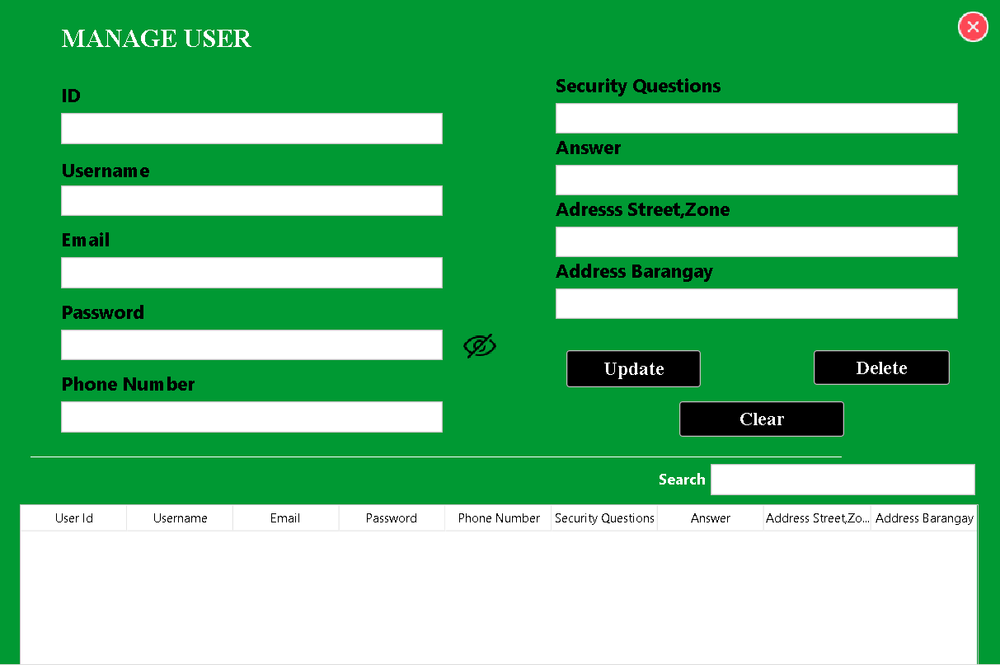 MANAGE USER
ID
Username
Email
Password
Phone Number
Security Questions
Answer
Adresss Street,Zone
Address Barangay
Update
Delete
Clear
Search
User Id Username Email Password Phone Number Security Questions Answer Address Street,Zo... Address Barangay